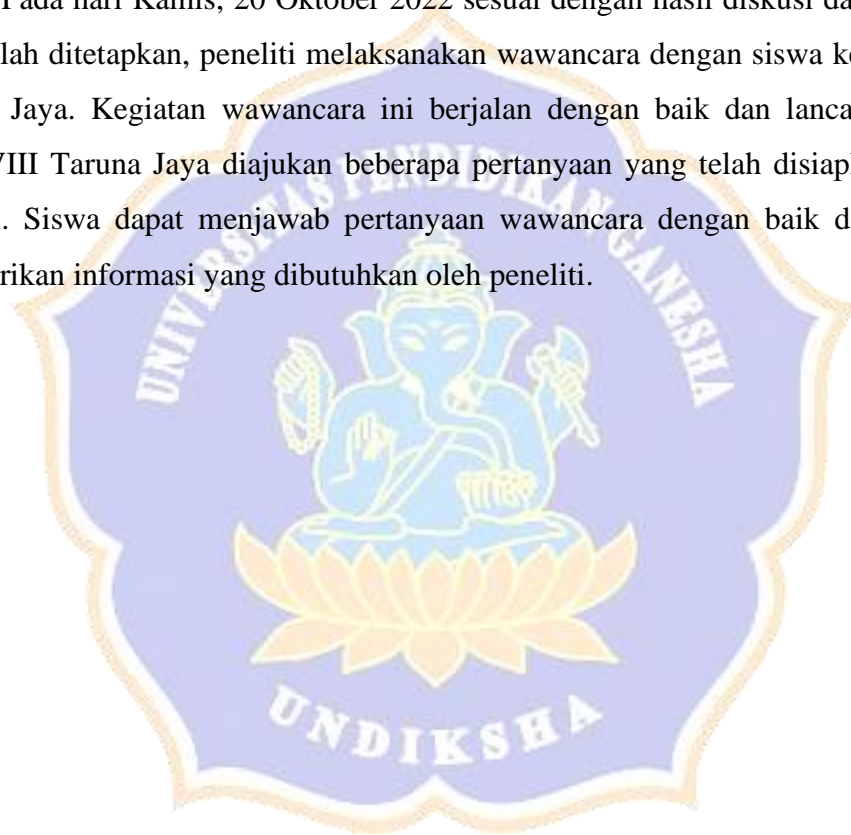 Pada hari Kamis, 20 Oktober 2022 sesuai dengan hasil diskusi da
lah ditetapkan, peneliti melaksanakan wawancara dengan siswa ke
Jaya. Kegiatan wawancara ini berjalan dengan baik dan lanca
VIII Taruna Jaya diajukan beberapa pertanyaan yang telah disiap
. Siswa dapat menjawab pertanyaan wawancara dengan baik d
rikan informasi yang dibutuhkan oleh peneliti.
UNIVERSITAS PENDIDIKAN GANESHA
UNDIKSHA